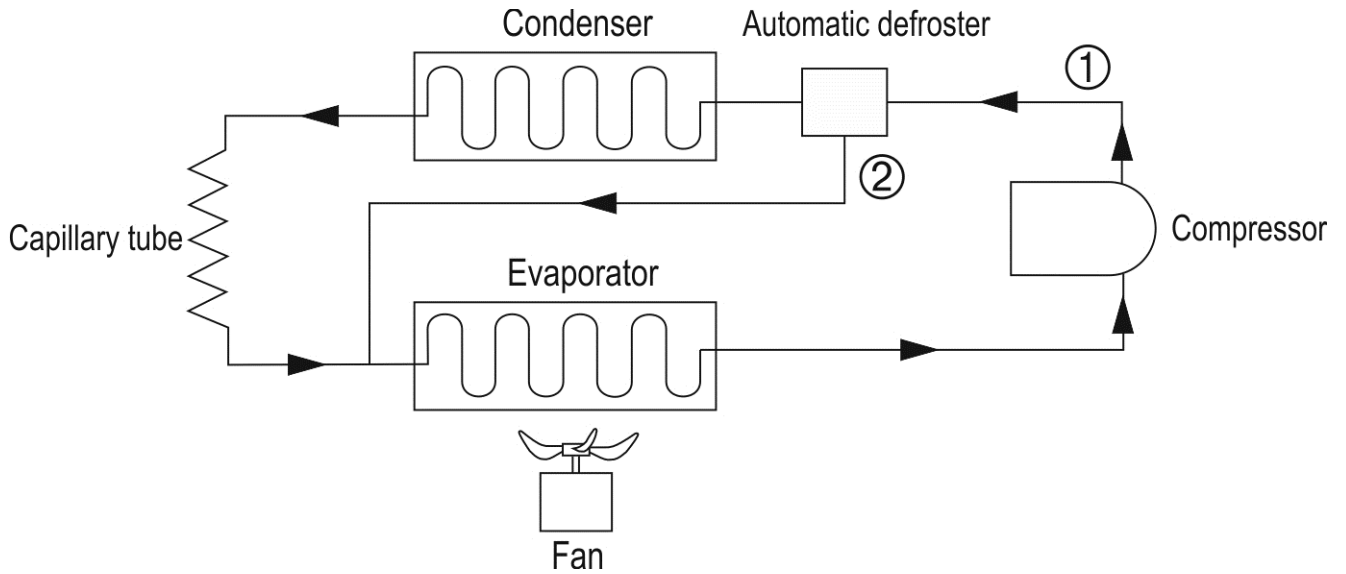 Condenser
Automatic defroster
①
②
Capillary tube
Compressor
Evaporator
Fan